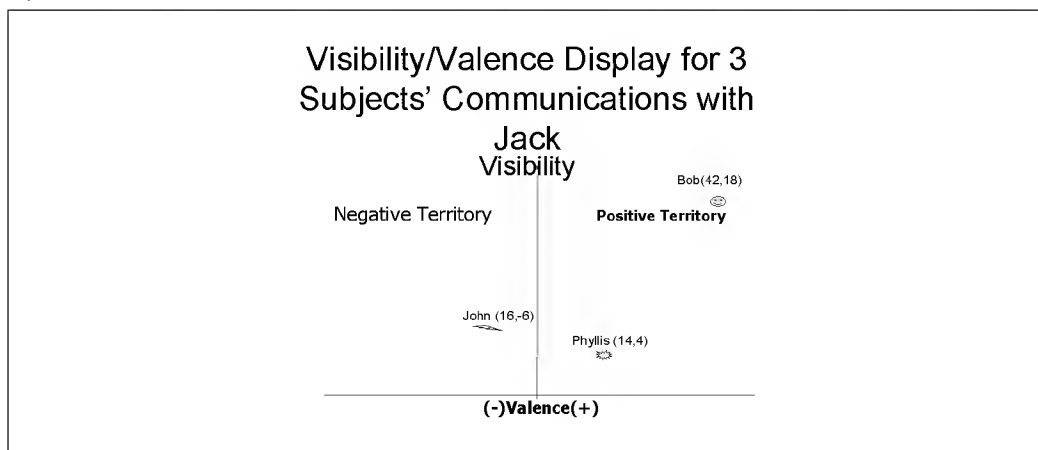 Visibility/Valence Display for 3
Subjects’ Communications with
Jack
Visibility
Bob(42,18)
Negative Territory
Positive Territory
John (16,-6)
Phyllis (14,4)
(-)Valence(+)